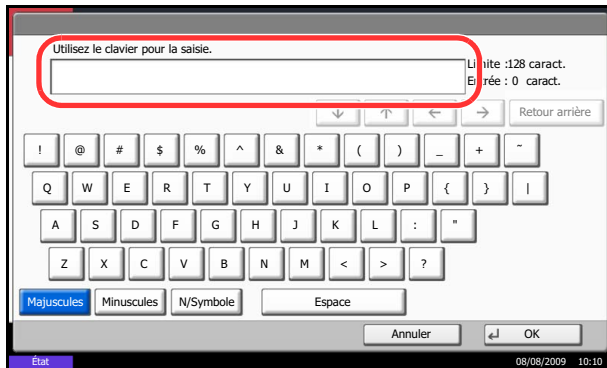 Utilisez le clavier pour la saisie.
Limite :128 caract.
Entrée : 0 caract.
Retour arrière
! @ # $ % ^ & * ( ) _ + ~
Q W E R T Y U I O P { } |
A S D F G H J K L : "
Z X C V B N M < > ?
Majuscules Minuscules N/Symbole Espace
Annuler OK
État 08/08/2009 10:10